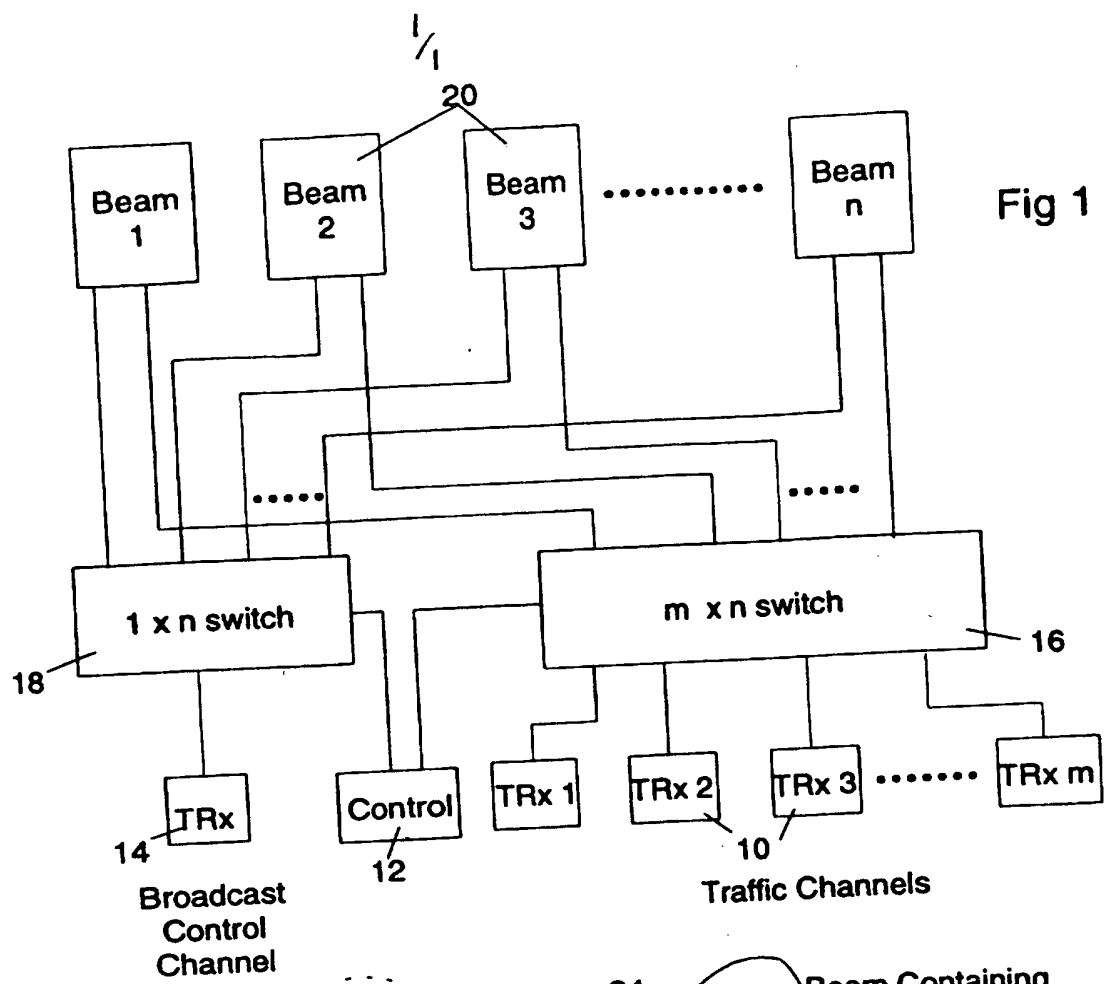 1/1
20
Beam 1
Beam 2
Beam 3
Beam n
Fig 1
1 x n switch
m x n switch
18
16
TRx
Control
TRx 1
TRx 2
TRx 3
TRx m
14
12
10
Broadcast
Control
Channel
Traffic Channels
Beam Containing